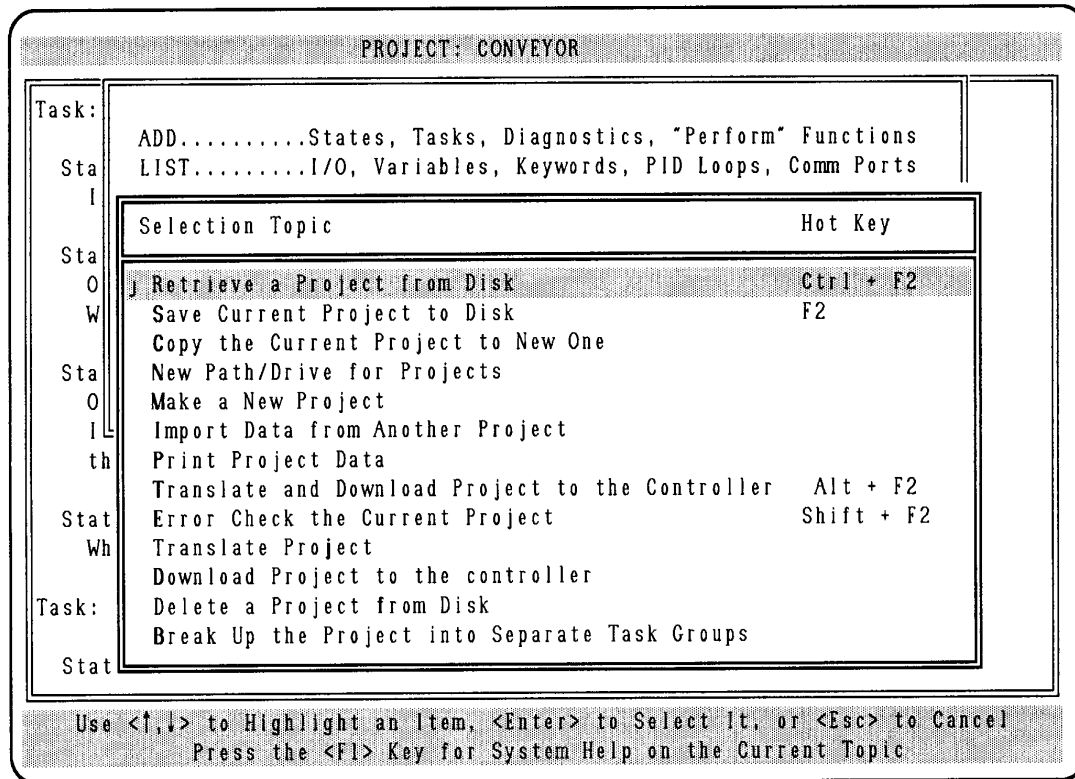 PROJECT: CONVEYOR
Task:
ADD..........States, Tasks, Diagnostics, "Perform" Functions
Sta
LIST.........I/O, Variables, Keywords, PID Loops, Comm Ports
I
Selection Topic Hot Key
Sta
O
j Retrieve a Project from Disk Ctrl + F2
W
Save Current Project to Disk F2
Copy the Current Project to New One
Sta
New Path/Drive for Projects
O
Make a New Project
I
Import Data from Another Project
th
Print Project Data
Translate and Download Project to the Controller Alt + F2
Stat
Error Check the Current Project Shift + F2
Wh
Translate Project
Download Project to the controller
Task:
Delete a Project from Disk
Break Up the Project into Separate Task Groups
Stat
Use <↑,↓> to Highlight an Item, <Enter> to Select It, or <Esc> to Cancel
Press the <F1> Key for System Help on the Current Topic